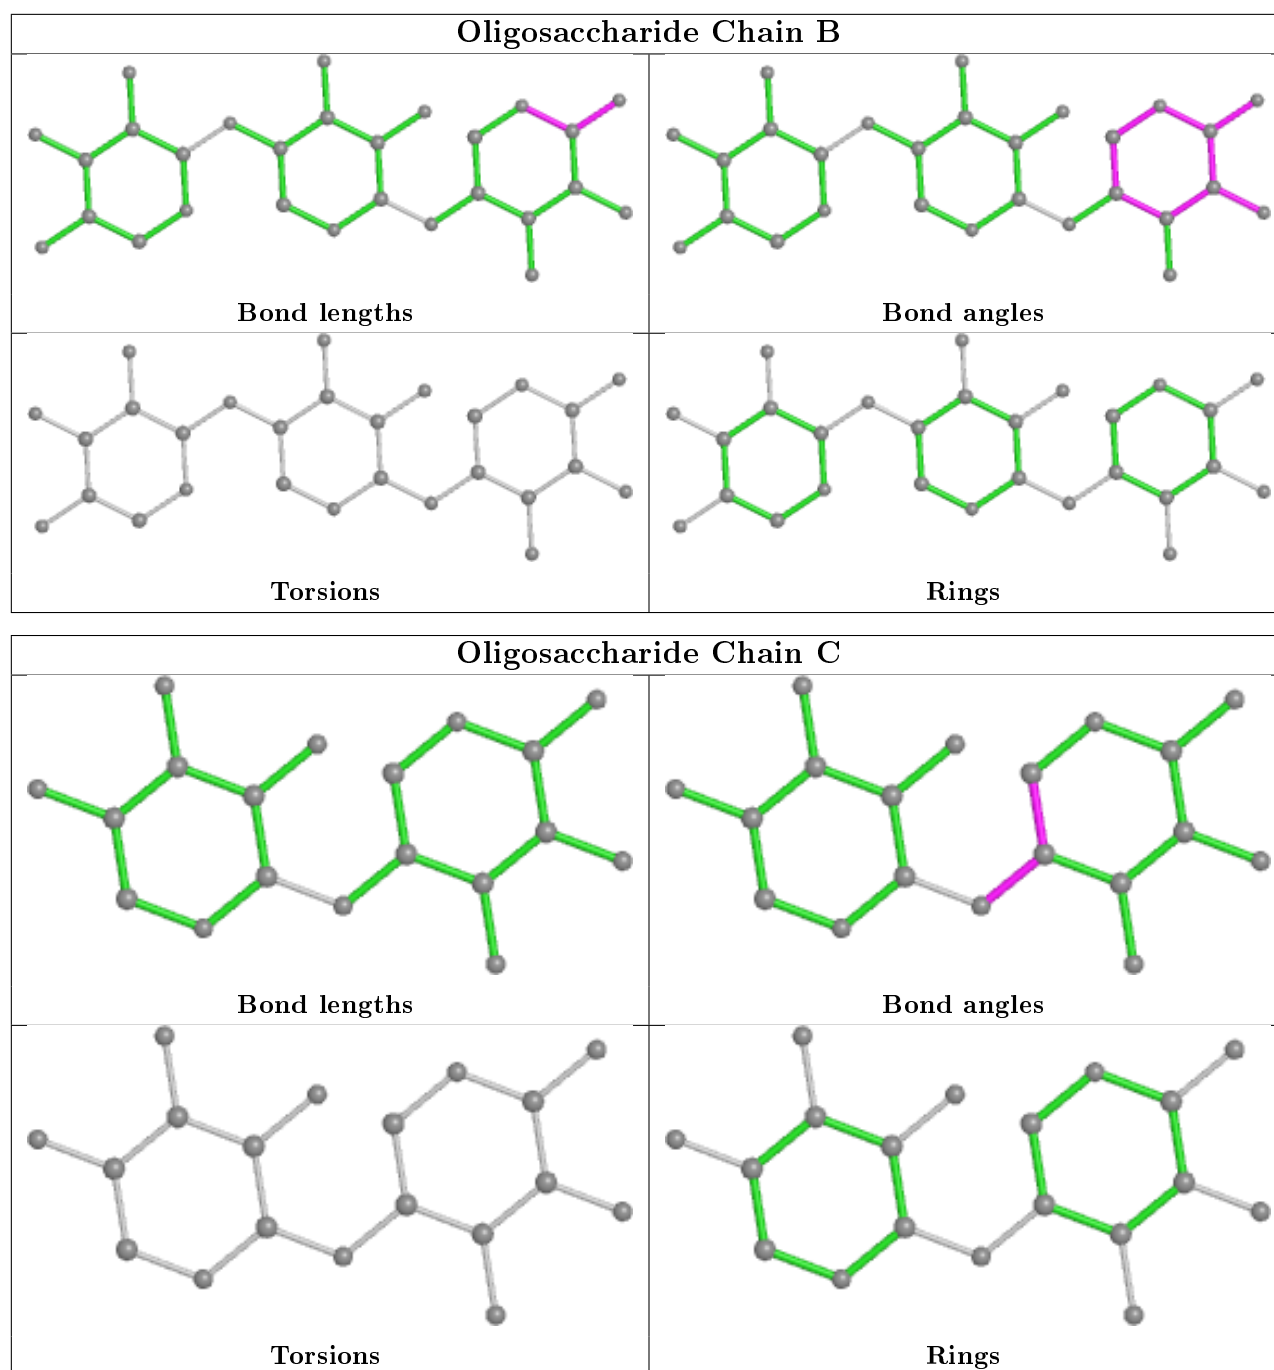 Oligosaccharide Chain B
Bond lengths
Bond angles
Torsions
Rings
Oligosaccharide Chain C
Bond lengths
Bond angles
Torsions
Rings